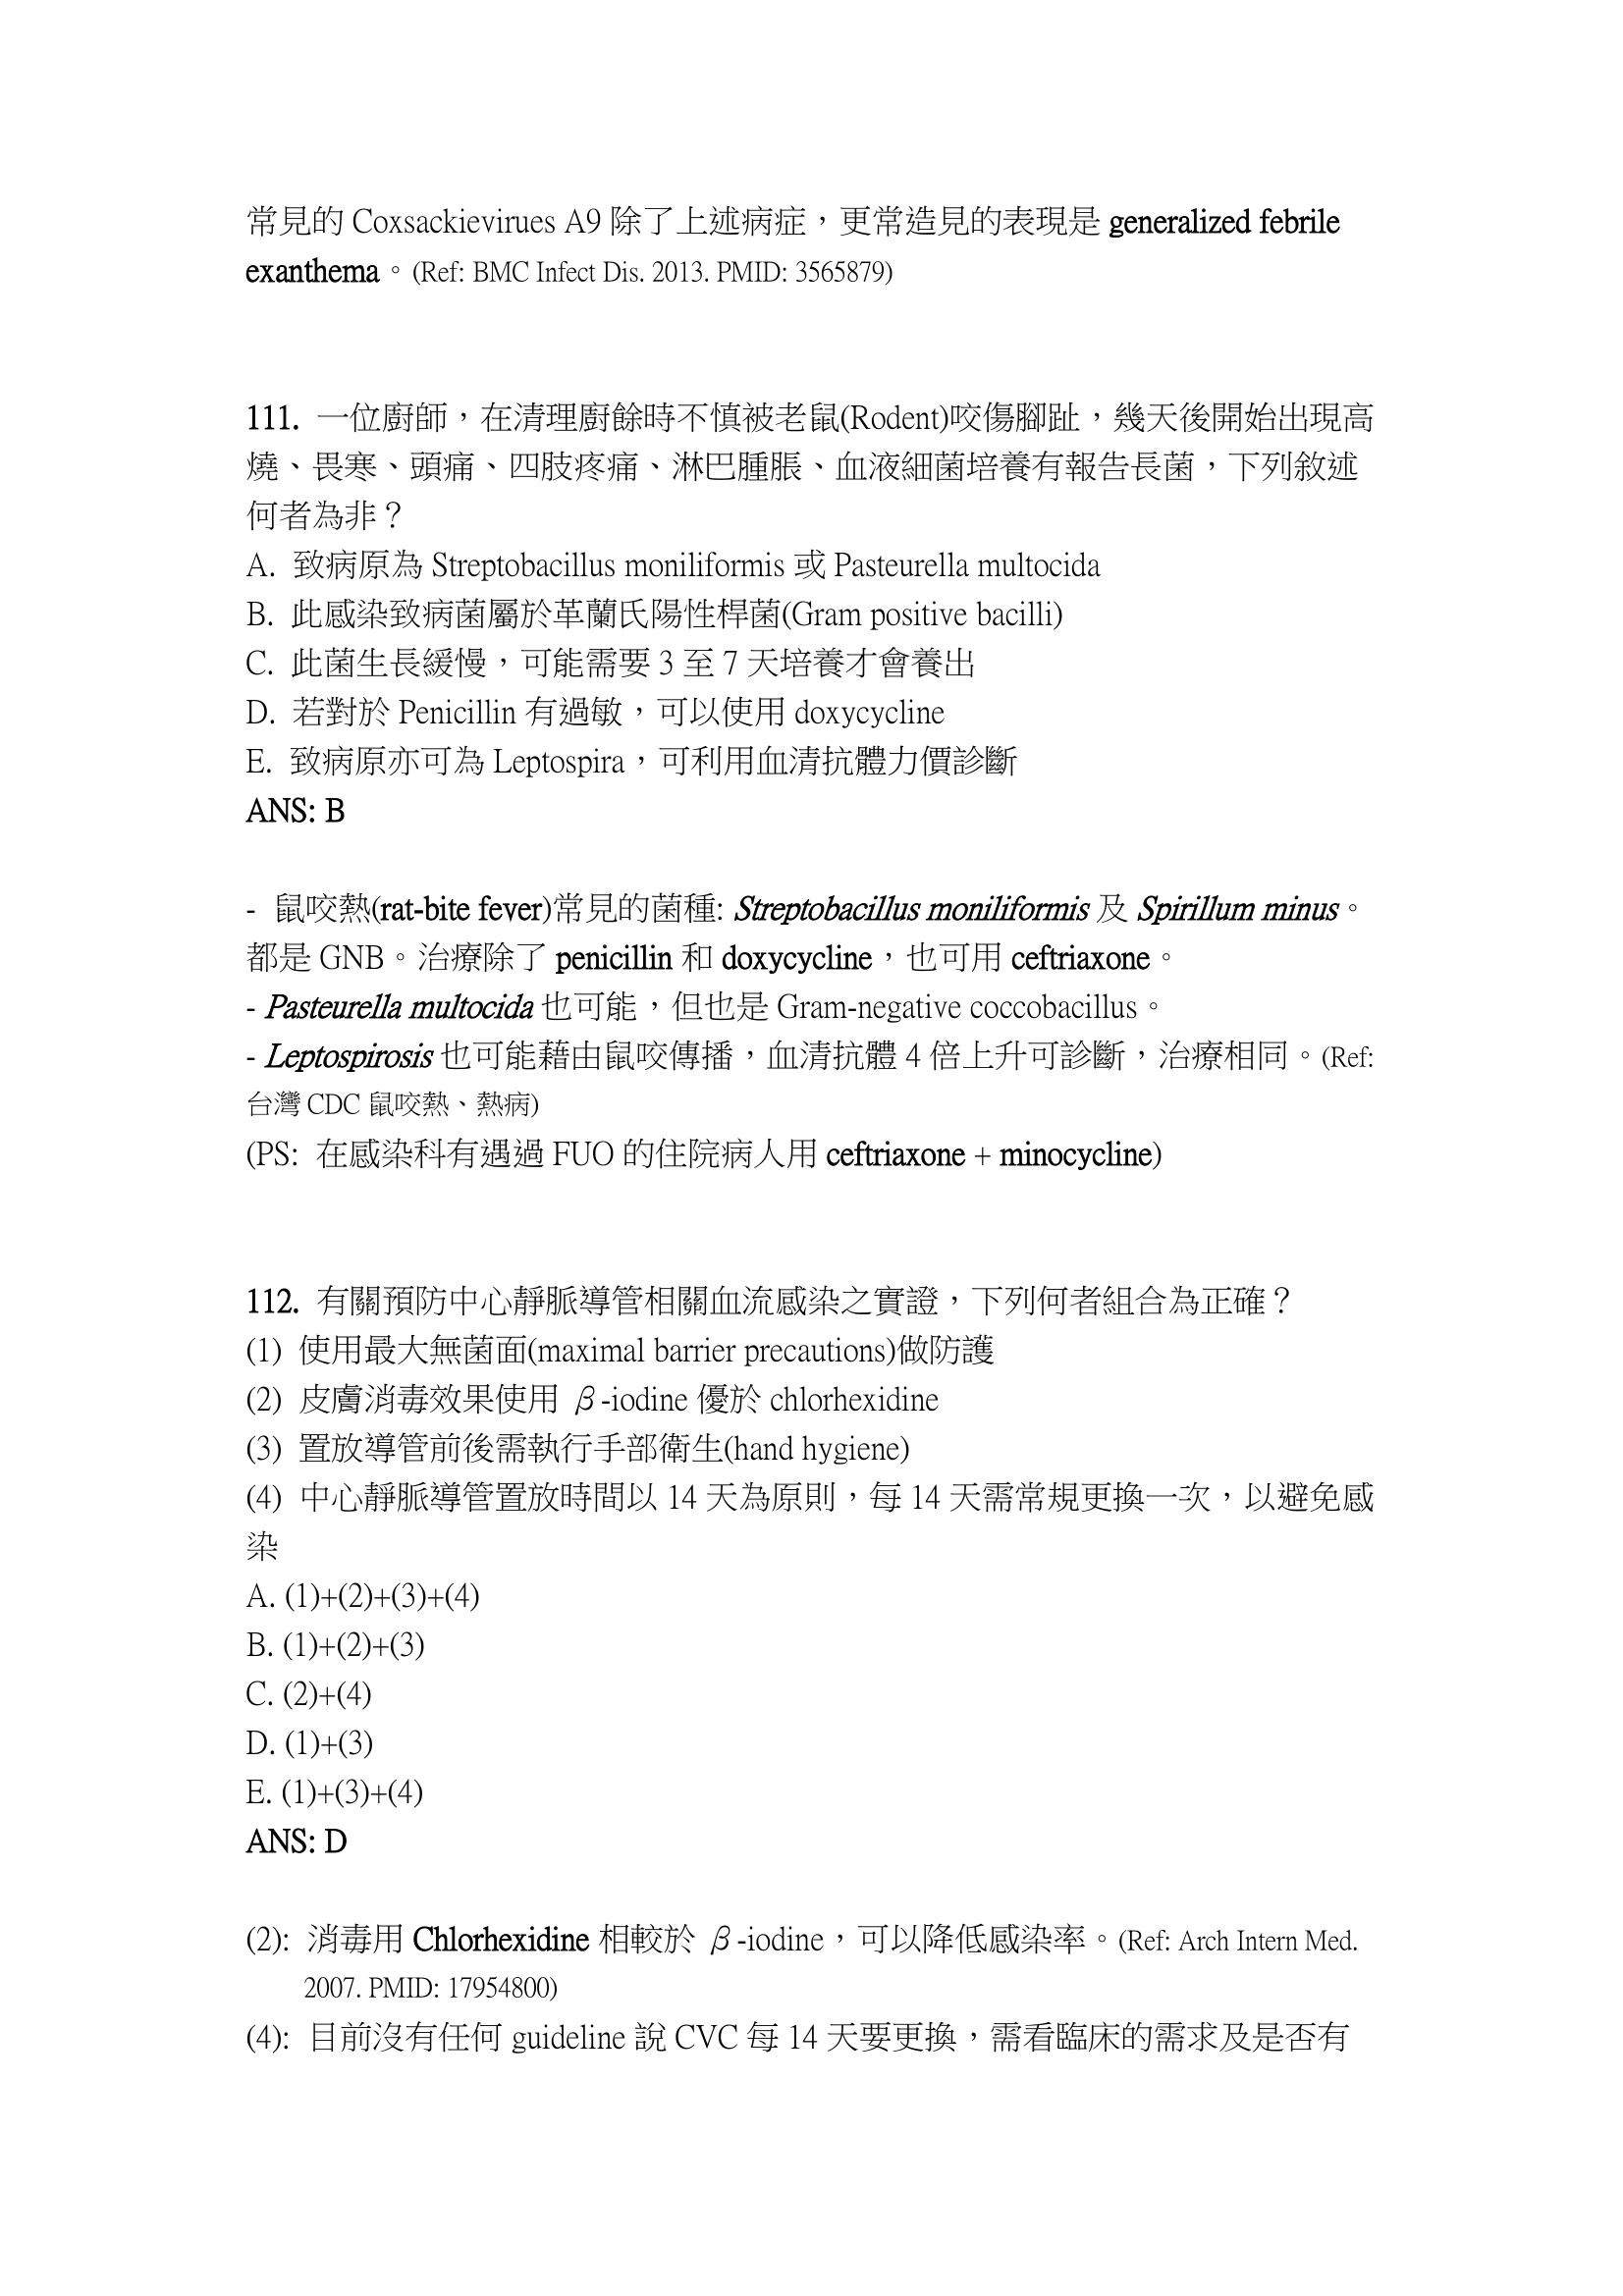 常見的 Coxsackievirues A9 除了上述病症，更常造見的表現是 generalized febrile
exanthema。(Ref: BMC Infect Dis. 2013. PMID: 3565879)
111. 一位廚師，在清理廚餘時不慎被老鼠(Rodent)咬傷腳趾，幾天後開始出現高
燒、畏寒、頭痛、四肢疼痛、淋巴腫脹、血液細菌培養有報告長菌，下列敘述
何者為非？
A. 致病原為 Streptobacillus moniliformis 或 Pasteurella multocida
B. 此感染致病菌屬於革蘭氏陽性桿菌(Gram positive bacilli)
C. 此菌生長緩慢，可能需要 3 至 7 天培養才會養出
D. 若對於 Penicillin 有過敏，可以使用 doxycycline
E. 致病原亦可為 Leptospira，可利用血清抗體力價診斷
ANS: B
- 鼠咬熱(rat-bite fever)常見的菌種: Streptobacillus moniliformis 及 Spirillum minus。
都是 GNB。治療除了 penicillin 和 doxycycline，也可用 ceftriaxone。
- Pasteurella multocida 也可能，但也是 Gram-negative coccobacillus。
- Leptospirosis 也可能藉由鼠咬傳播，血清抗體 4 倍上升可診斷，治療相同。(Ref:
台灣 CDC 鼠咬熱、熱病)
(PS: 在感染科有遇過 FUO 的住院病人用 ceftriaxone + minocycline)
112. 有關預防中心靜脈導管相關血流感染之實證，下列何者組合為正確？
(1) 使用最大無菌面(maximal barrier precautions)做防護
(2) 皮膚消毒效果使用 β-iodine 優於 chlorhexidine
(3) 置放導管前後需執行手部衛生(hand hygiene)
(4) 中心靜脈導管置放時間以 14 天為原則，每 14 天需常規更換一次，以避免感
染
A. (1)+(2)+(3)+(4)
B. (1)+(2)+(3)
C. (2)+(4)
D. (1)+(3)
E. (1)+(3)+(4)
ANS: D
(2): 消毒用 Chlorhexidine 相較於 β-iodine，可以降低感染率。(Ref: Arch Intern Med.
2007. PMID: 17954800)
(4): 目前沒有任何 guideline 說 CVC 每 14 天要更換，需看臨床的需求及是否有